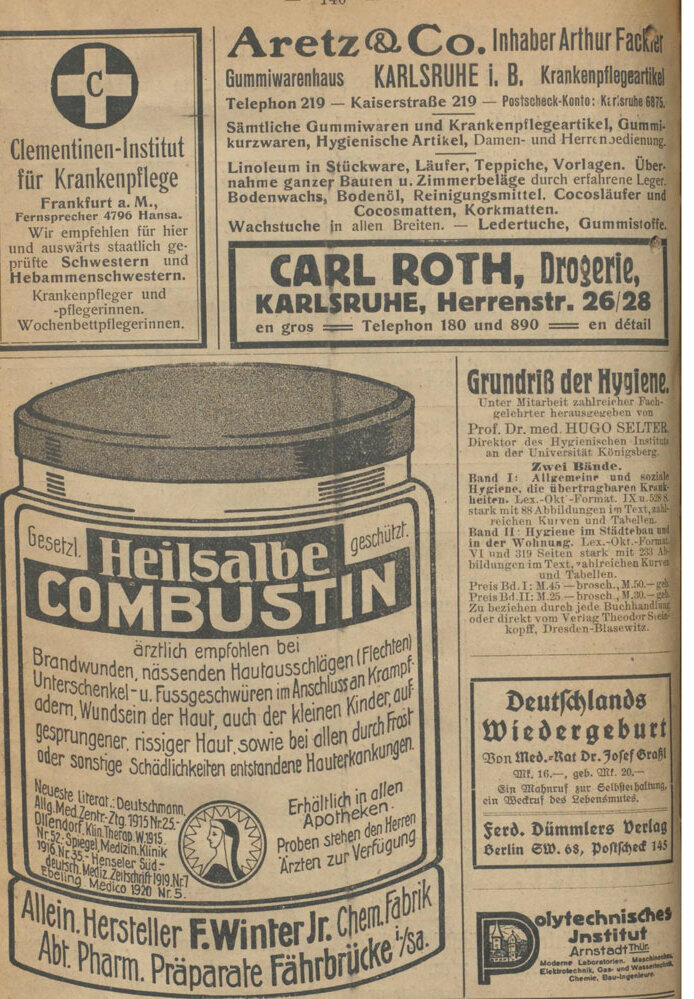 — 140 —
C
Clementinen-Institut
für Krankenpflege
Frankfurt a. M.,
Fernsprecher 4796 Hansa.
Wir empfehlen für hier
und auswärts staatlich ge-
prüfte Schwestern und
Hebammenschwestern.
Krankenpfleger und
-pflegerinnen.
Wochenbettpflegerinnen.
Aretz & Co. Inhaber Arthur Fackler
Gummiwarenhaus KARLSRUHE i. B. Krankenpflegeartikel
Telephon 219 — Kaiserstraße 219 — Postscheck-Konto: Karlsruhe 6875.
Sämtliche Gummiwaren und Krankenpflegeartikel, Gummi-
kurzwaren, Hygienische Artikel, Damen- und Herrenbedienung.
Linoleum in Stückware, Läufer, Teppiche, Vorlagen. Über-
nahme ganzer Bauten u. Zimmerbeläge durch erfahrene Leger.
Bodenwachs, Bodenöl, Reinigungsmittel. Cocosläufer und
Cocosmatten, Korkmatten.
Wachstuche in allen Breiten. — Ledertuche, Gummistoffe.
CARL ROTH, Drogerie,
KARLSRUHE, Herrenstr. 26/28
en gros == Telephon 180 und 890 == en détail
Gesetzl. Heilsalbe geschützt.
COMBUSTIN
ärztlich empfohlen bei
Brandwunden, nässenden Hautausschlägen (Flechten)
Unterschenkel- u. Fussgeschwüren im Anschluss an Krampf-
adern, Wundsein der Haut, auch der kleinen Kinder, auf-
gesprungener, rissiger Haut, sowie bei allen durch Frost
oder sonstige Schädlichkeiten entstandene Hauterkankungen.
Neueste Literat.: Deutschmann,
Allg. Med. Zentr.-Ztg. 1915 Nr. 25.-
Ollendorf, Klin. Therap. W. 1915
Nr. 52.-Spiegel, Medizin. Klinik
1916 Nr. 35.- Henseler Süd-
deutsch. Mediz. Zeitschrift 1919. Nr. 7
Ebeling, Medico 1920 Nr. 5.
Erhältlich in allen
Apotheken.
Proben stehen den Herren
Ärzten zur Verfügung
Allein. Hersteller F. Winter Jr. Chem. Fabrik
Abt. Pharm. Präparate Fährbrücke i/sa.
Grundriß der Hygiene.
Unter Mitarbeit zahlreicher Fach-
gelehrter herausgegeben von
Prof. Dr. med. HUGO SELTER,
Direktor des Hygienischen Instituts
an der Universität Königsberg.
Zwei Bände.
Band I: Allgemeine und soziale
Hygiene, die übertragbaren Krank-
heiten. Lex.-Okt.-Format. IX u. 528 S.
stark mit 88 Abbildungen im Text, zahl-
reichen Kurven und Tabellen.
Band II: Hygiene im Städtebau und
in der Wohnung. Lex.-Okt.-Format.
VI und 319 Seiten stark mit 233 Ab-
bildungen im Text, zahlreichen Kurven
und Tabellen.
Preis Bd. I: M. 45 — brosch., M. 50.— geb.
Preis Bd. II: M. 25 — brosch., M. 30.— geb.
Zu beziehen durch jede Buchhandlung
oder direkt vom Verlag Theodor Stein-
kopff, Dresden-Blasewitz.
Deutschlands
Wiedergeburt
Von Med.-Rat Dr. Josef Graßl
Mk. 16.—, geb. Mk. 20.—
Ein Mahnruf zur Selbsterhaltung,
ein Weckruf des Lebensmutes.
Ferd. Dümmlers Verlag
Berlin SW. 68, Postscheck 145
Polytechnisches
Institut
Arnstadt Thür.
Moderne Laboratorien. Maschinenbau,
Elektrotechnik, Gas- und Wassertechnik,
Chemie, Bau-Ingenieure.